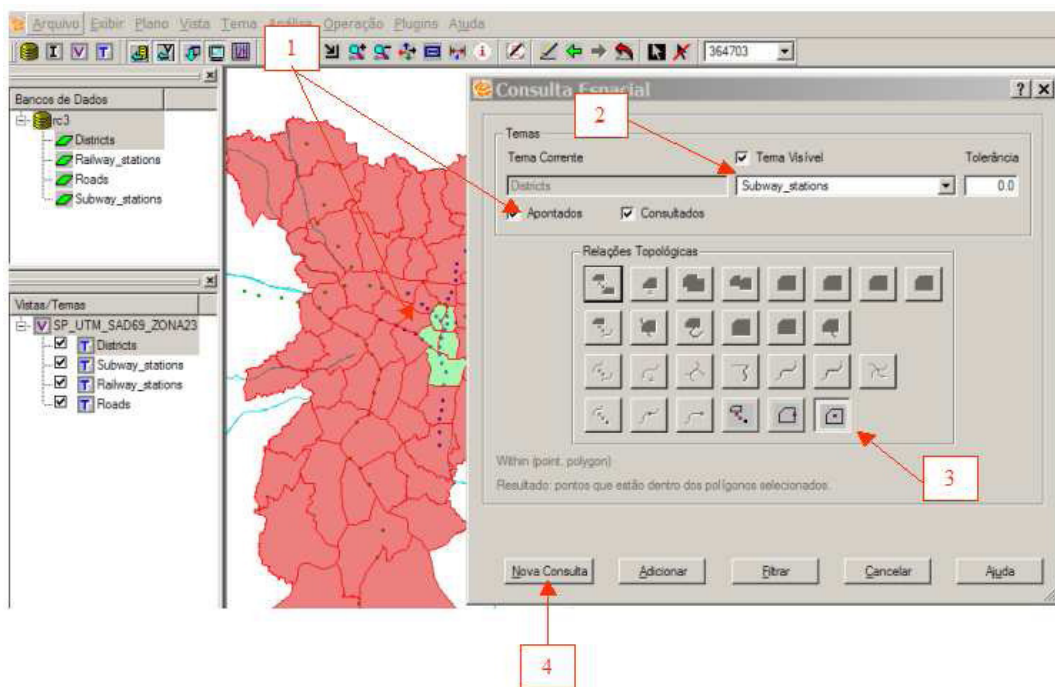 Arquivo Exibir Plano Vista Tema Análise Operação Plugins Ajuda
I V T
364703
1
Bancos de Dados
rc3
Districts
Railway_stations
Roads
Subway_stations
Vistas/Temas
V SP_UTM_SAD69_ZONA23
T Districts
T Subway_stations
T Railway_stations
T Roads
Consulta Espacial
2
Temas
Tema Corrente
Tema Visível
Tolerância
Districts
Subway_stations
0.0
Apontados
Consultados
Relações Topológicas
Within (point, polygon)
Resultado: pontos que estão dentro dos polígonos selecionados.
3
Nova Consulta
Adicionar
Filtrar
Cancelar
Ajuda
4